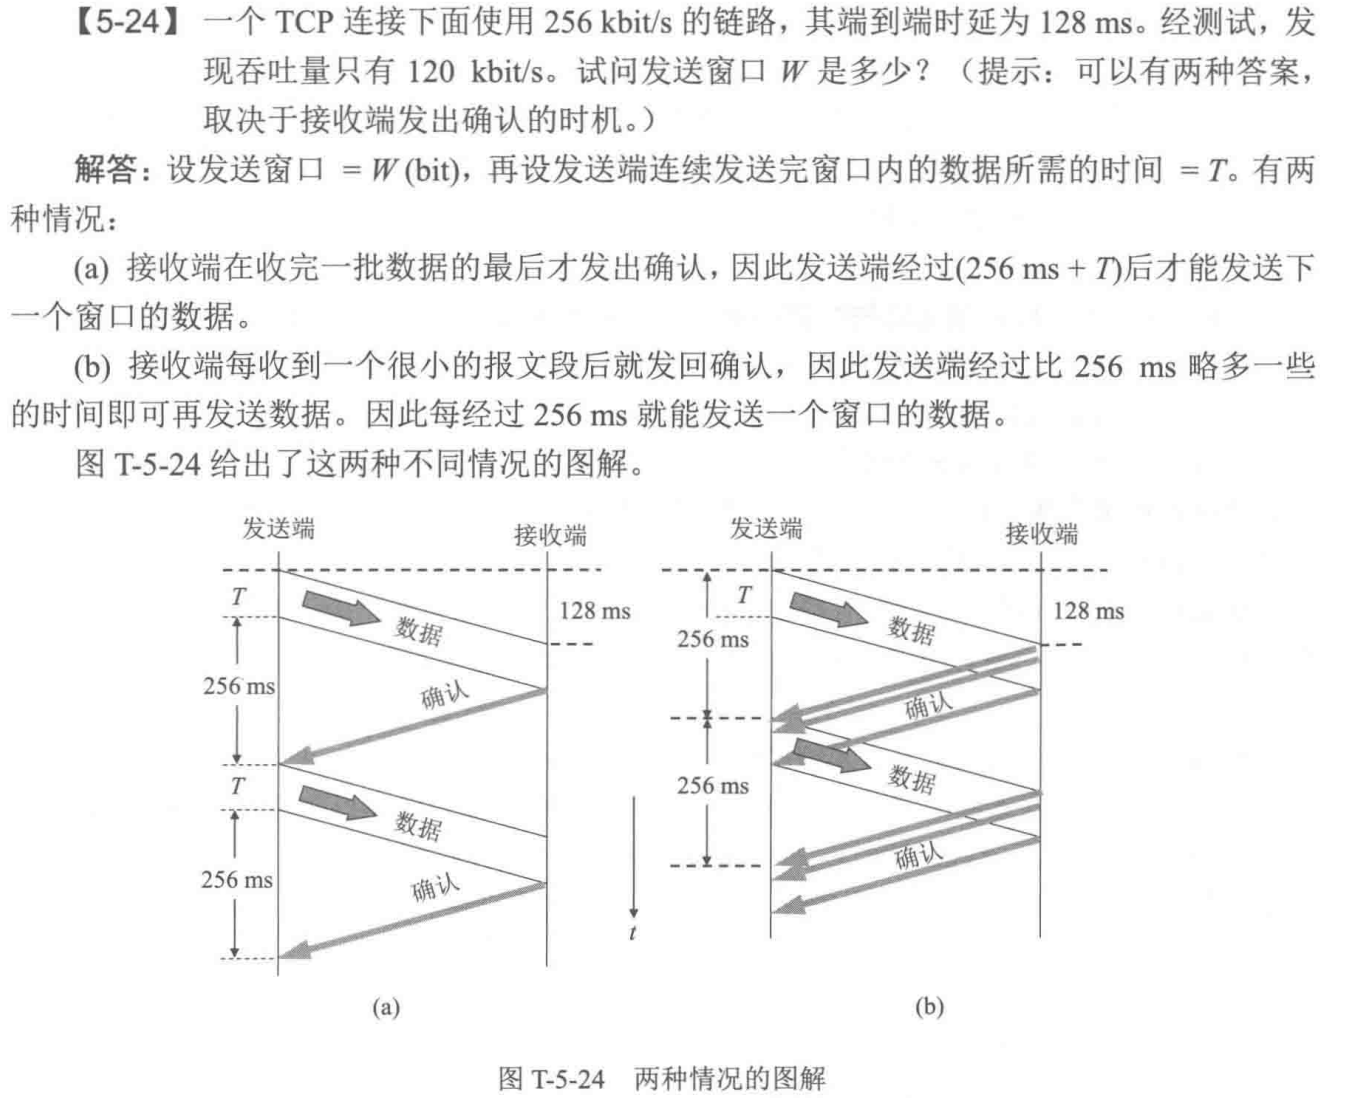 【5-24】 一个 TCP 连接下面使用 256 kbit/s 的链路，其端到端时延为 128 ms。经测试，发
现吞吐量只有 120 kbit/s。试问发送窗口 W 是多少？（提示：可以有两种答案，
取决于接收端发出确认的时机。）
解答：设发送窗口 = W (bit)，再设发送端连续发送完窗口内的数据所需的时间 = T。有两
种情况：
(a) 接收端在收完一批数据的最后才发出确认，因此发送端经过(256 ms + T)后才能发送下
一个窗口的数据。
(b) 接收端每收到一个很小的报文段后就发回确认，因此发送端经过比 256 ms 略多一些
的时间即可再发送数据。因此每经过 256 ms 就能发送一个窗口的数据。
图 T-5-24 给出了这两种不同情况的图解。
发送端
接收端
T
128 ms
数据
256 ms
确认
T
数据
256 ms
确认
(a)
t
发送端
接收端
T
128 ms
256 ms
数据
确认
256 ms
数据
确认
(b)
图 T-5-24 两种情况的图解